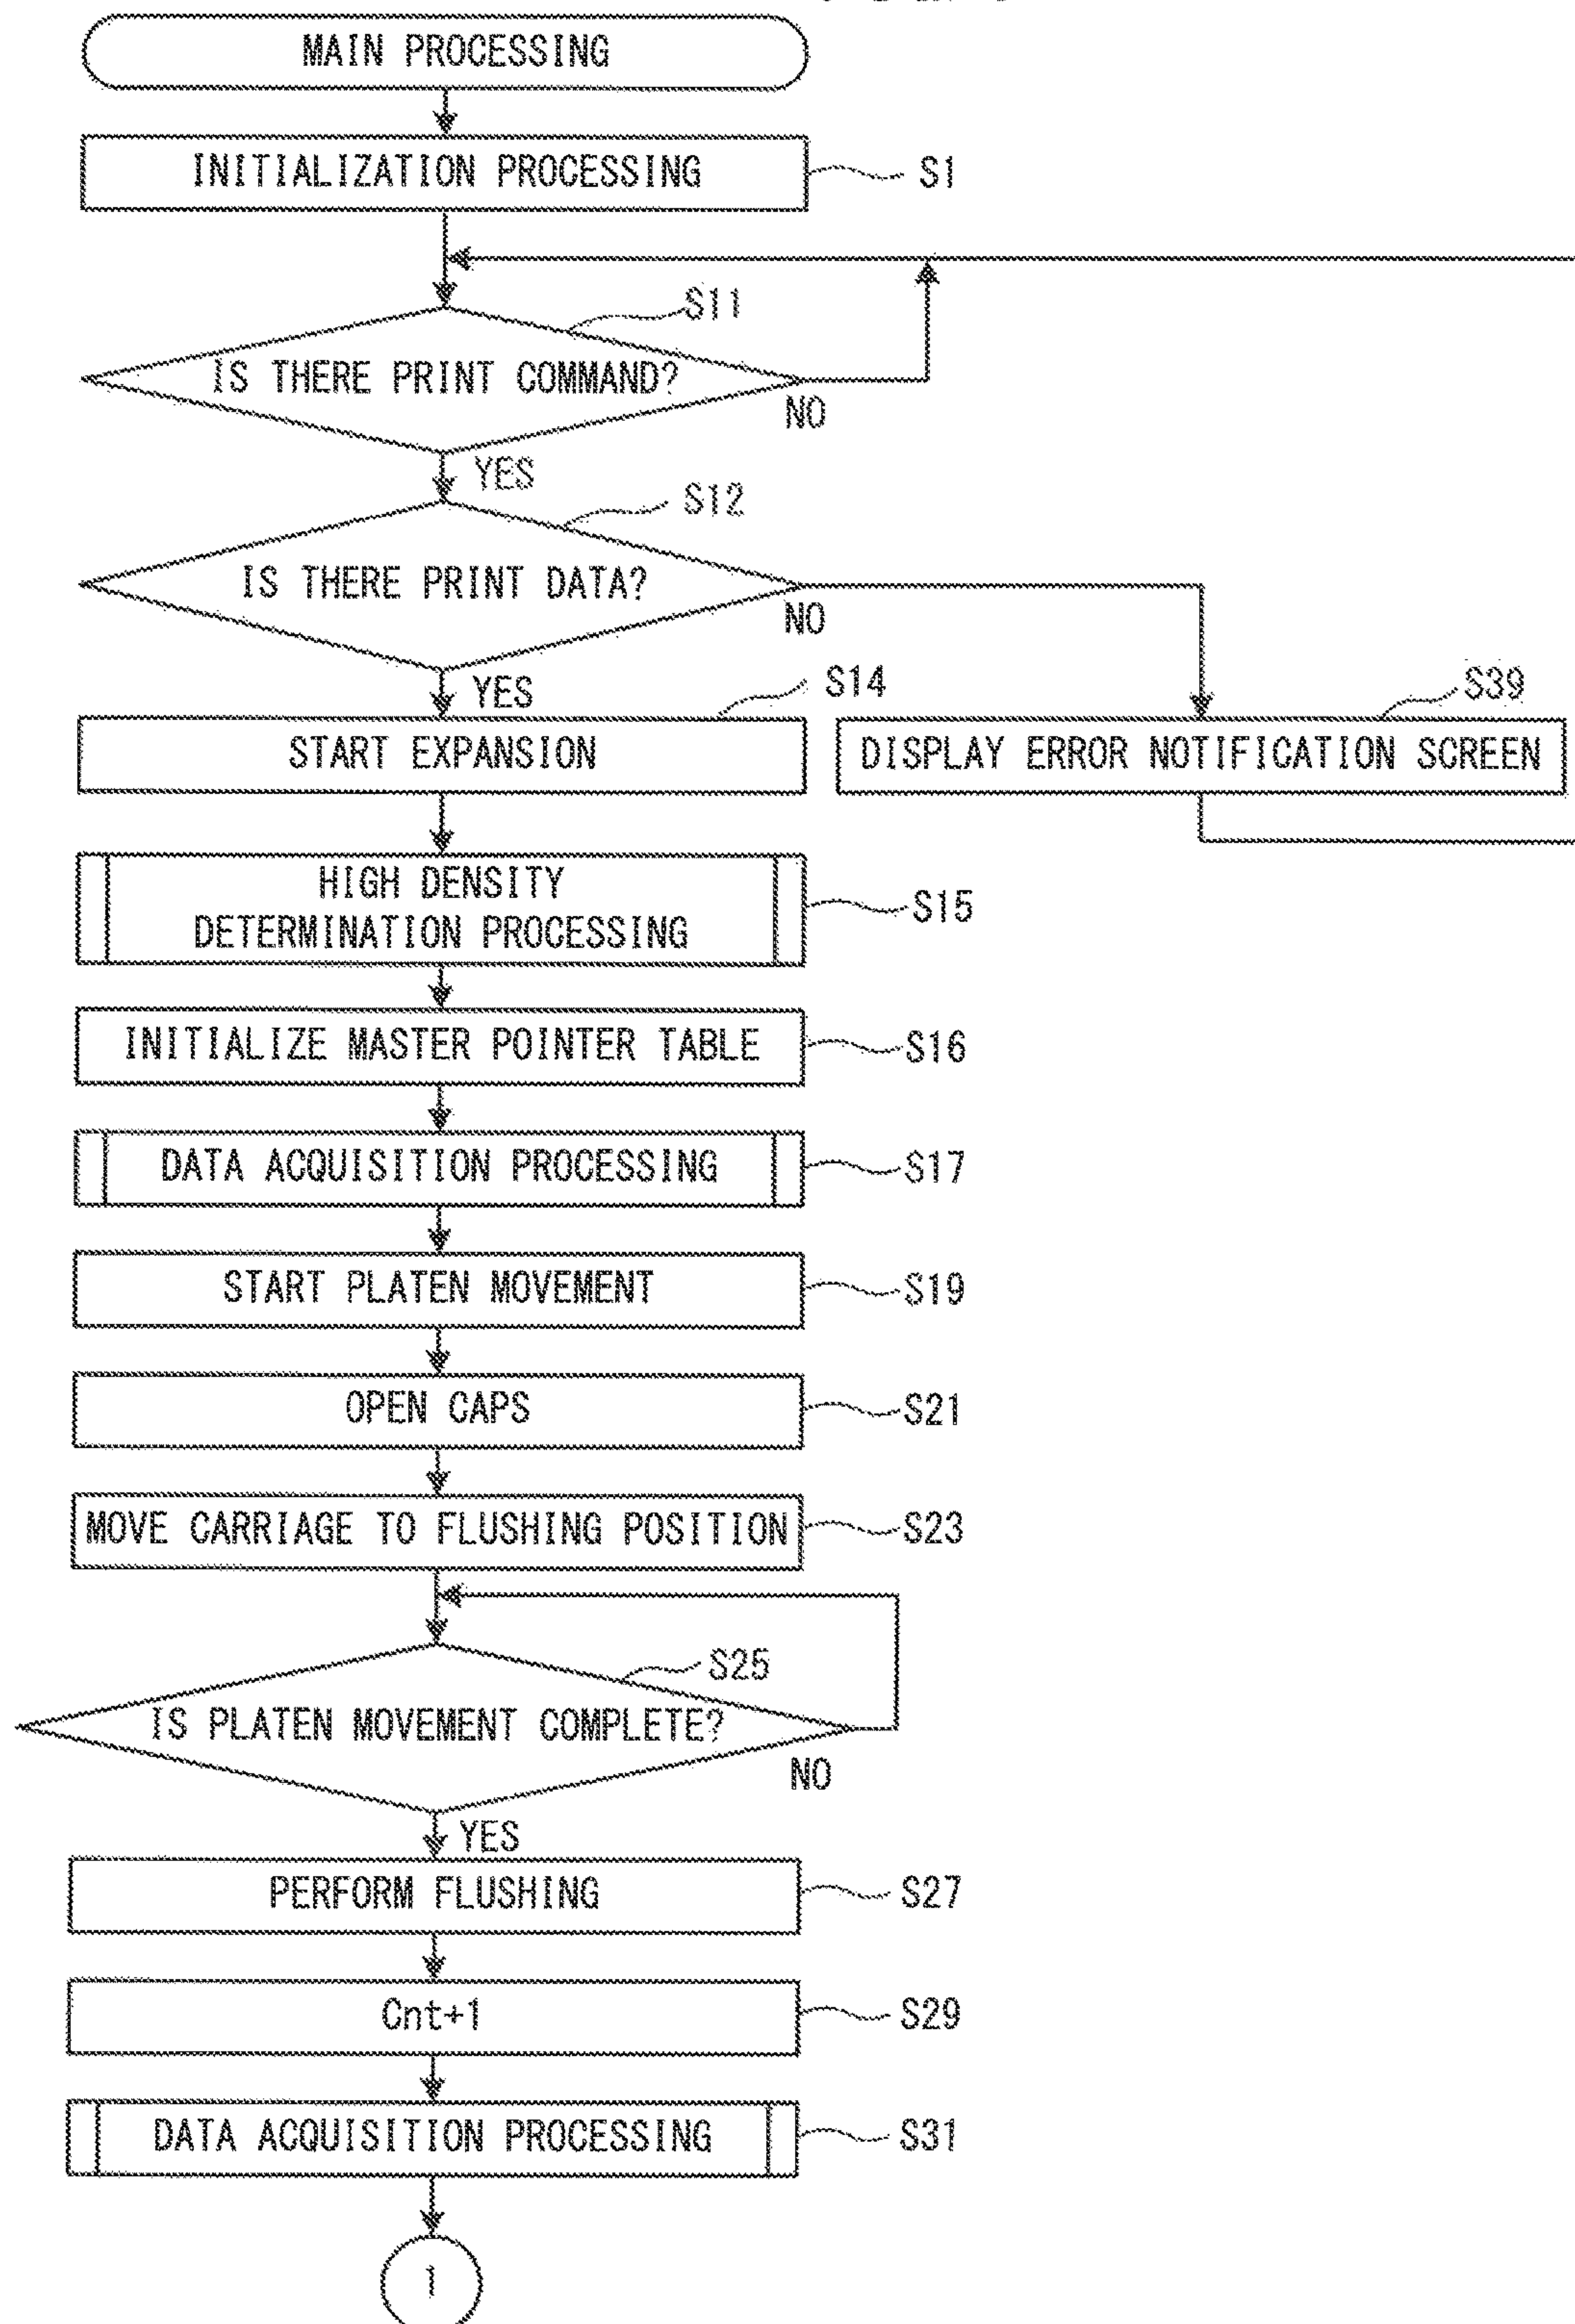 MAIN PROCESSING
INITIALIZATION PROCESSING
S1
S11
IS THERE PRINT COMMAND?
NO
YES
S12
IS THERE PRINT DATA?
NO
YES
S14
S39
START EXPANSION
DISPLAY ERROR NOTIFICATION SCREEN
HIGH DENSITY
DETERMINATION PROCESSING
S15
INITIALIZE MASTER POINTER TABLE
S16
DATA ACQUISITION PROCESSING
S17
START PLATEN MOVEMENT
S19
OPEN CAPS
S21
MOVE CARRIAGE TO FLUSHING POSITION
S23
S25
IS PLATEN MOVEMENT COMPLETE?
NO
YES
PERFORM FLUSHING
S27
Cnt+1
S29
DATA ACQUISITION PROCESSING
S31
1